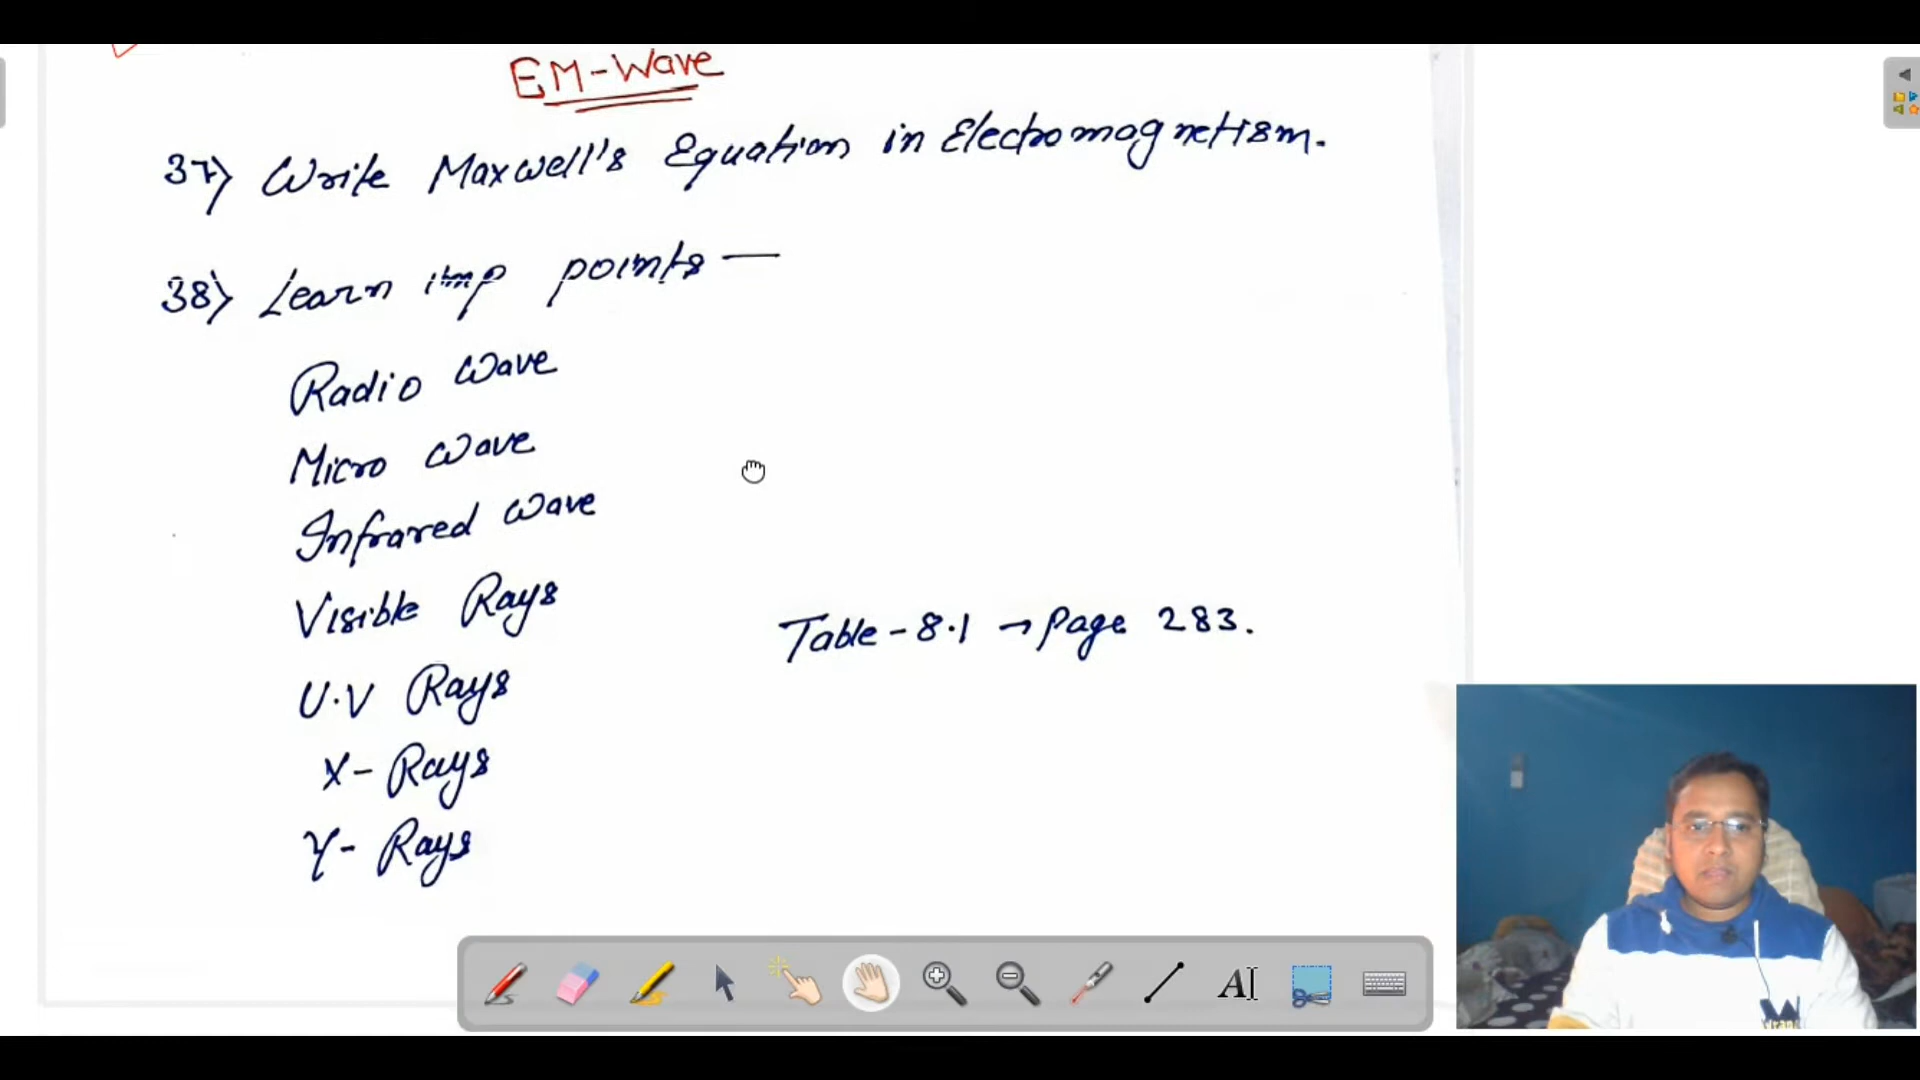 EM-Wave
37) Write Maxwell's Equation in Electromagnetism.
38) Learn imp points —
Radio Wave
Micro Wave
Infrared Wave
Visible Rays
Table - 8.1 → Page 283.
U.V Rays
X- Rays
γ- Rays
AI
W